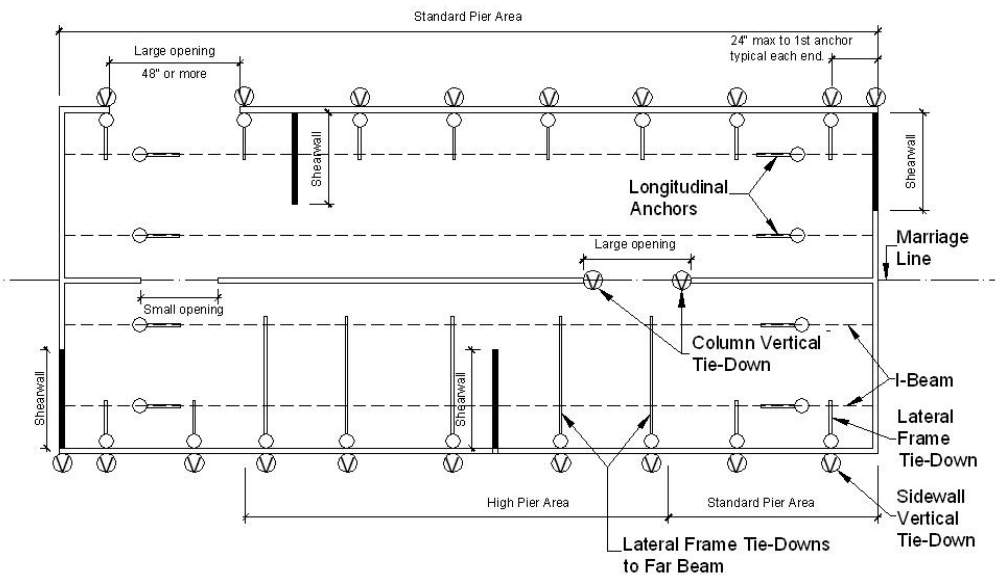 Standard Pier Area
Large opening
48" or more
24" max to 1st anchor
typical each end.
V
V
V
V
V
V
V
V
V
Shearwall
Shearwall
Longitudinal
Anchors
Large opening
Marriage
Line
V
V
Small opening
Column Vertical
Tie-Down
Shearwall
Shearwall
I-Beam
Lateral
Frame
Tie-Down
V
V
V
V
V
V
V
V
V
V
High Pier Area
Standard Pier Area
Sidewall
Vertical
Tie-Down
Lateral Frame Tie-Downs
to Far Beam